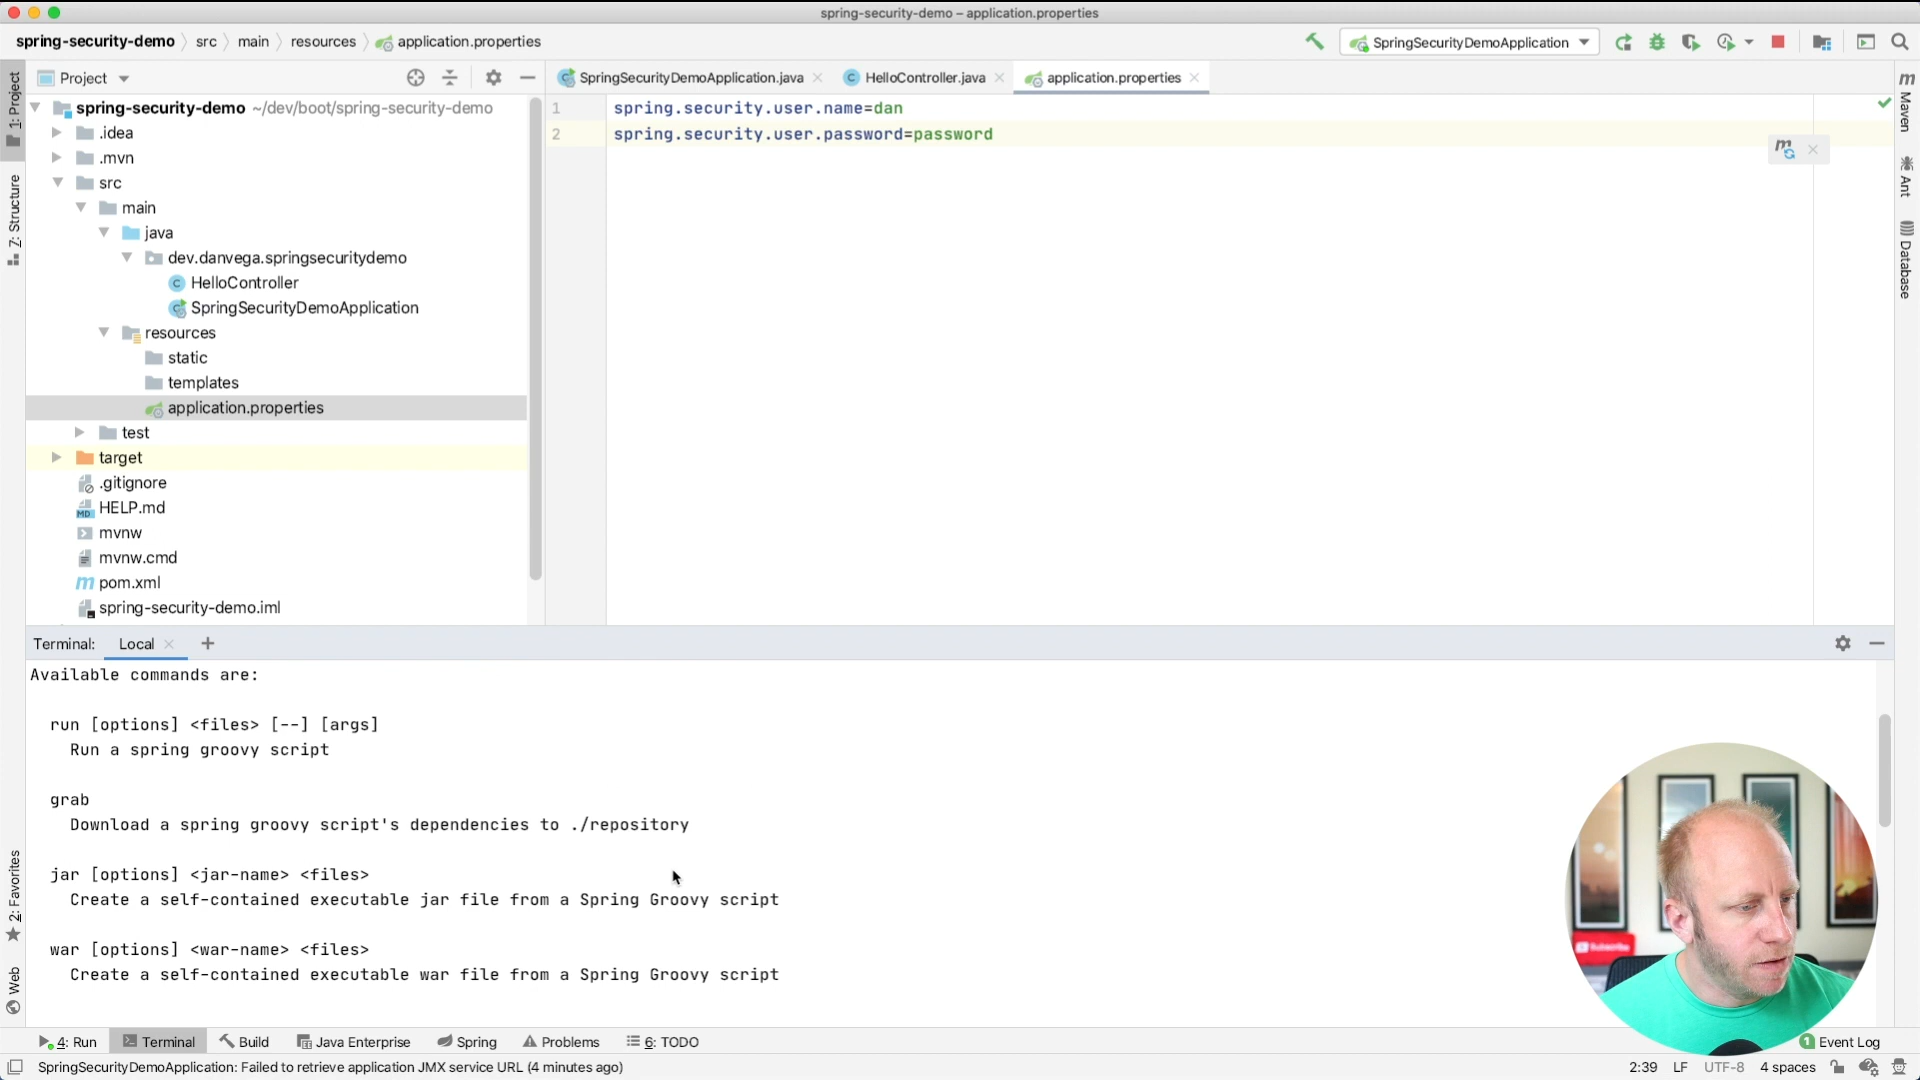 spring-security-demo – application.properties
spring-security-demo src main resources application.properties
SpringSecurityDemoApplication
Project
SpringSecurityDemoApplication.java
HelloController.java
application.properties
1: Project
7: Structure
2: Favorites
Web
Maven
Ant
Database
spring-security-demo ~/dev/boot/spring-security-demo
.idea
.mvn
src
main
java
dev.danvega.springsecuritydemo
HelloController
SpringSecurityDemoApplication
resources
static
templates
application.properties
test
target
.gitignore
HELP.md
mvnw
mvnw.cmd
pom.xml
spring-security-demo.iml
1 spring.security.user.name=dan
2 spring.security.user.password=password
Terminal: Local +
Available commands are:
run [options] <files> [--] [args]
Run a spring groovy script
grab
Download a spring groovy script's dependencies to ./repository
jar [options] <jar-name> <files>
Create a self-contained executable jar file from a Spring Groovy script
war [options] <war-name> <files>
Create a self-contained executable war file from a Spring Groovy script
Subscribe
4: Run Terminal Build Java Enterprise Spring Problems 6: TODO 1 Event Log
SpringSecurityDemoApplication: Failed to retrieve application JMX service URL (4 minutes ago) 2:39 LF UTF-8 4 spaces